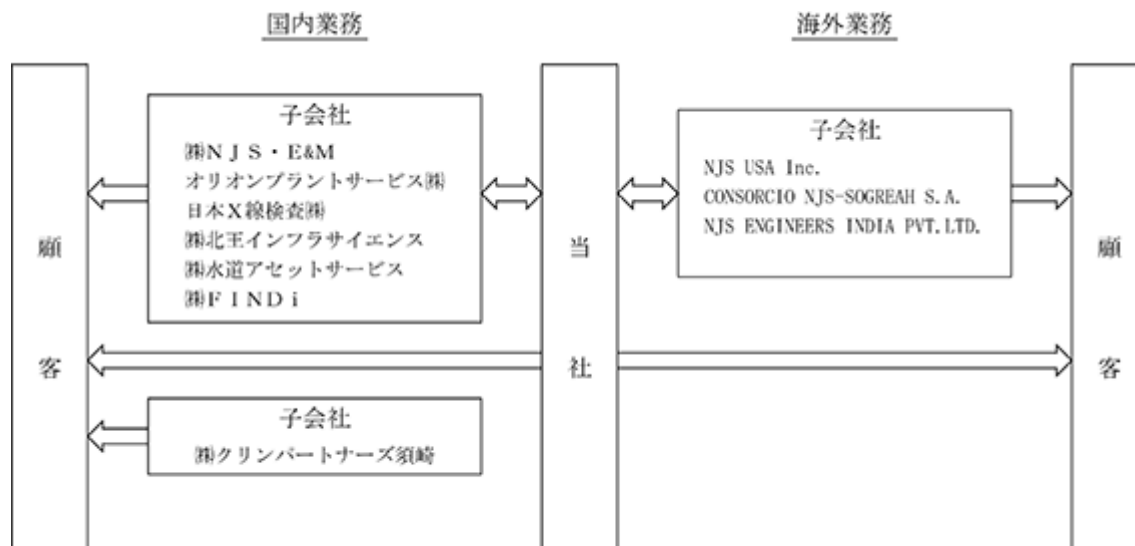 国内業務
海外業務
子会社
㈱ＮＪＳ・E&M
オリオンプラントサービス㈱
日本Ｘ線検査㈱
㈱北王インフラサイエンス
㈱水道アセットサービス
㈱ＦＩＮＤｉ
子会社
NJS USA Inc.
CONSORCIO NJS-SOGREAH S.A.
NJS ENGINEERS INDIA PVT.LTD.
顧客
当社
顧客
子会社
㈱クリンパートナーズ須崎